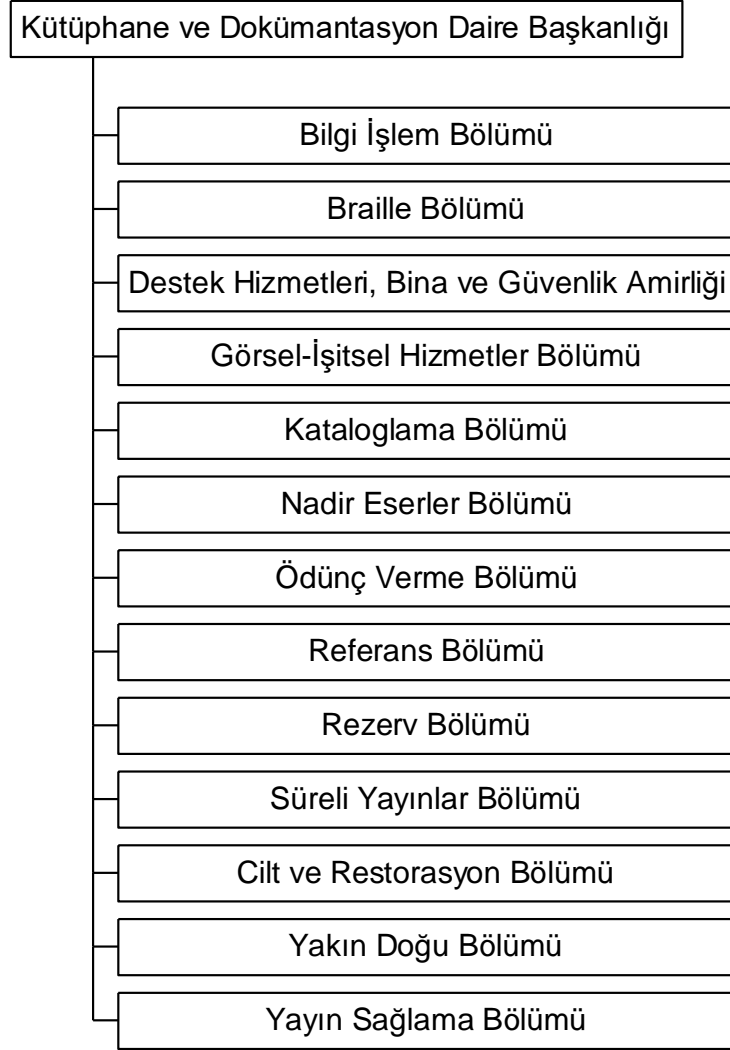 Kütüphane ve Dokümantasyon Daire Başkanlığı
Bilgi İşlem Bölümü
Braille Bölümü
Destek Hizmetleri, Bina ve Güvenlik Amirliği
Görsel-İşitsel Hizmetler Bölümü
Kataloglama Bölümü
Nadir Eserler Bölümü
Ödünç Verme Bölümü
Referans Bölümü
Rezerv Bölümü
Süreli Yayınlar Bölümü
Cilt ve Restorasyon Bölümü
Yakın Doğu Bölümü
Yayın Sağlama Bölümü